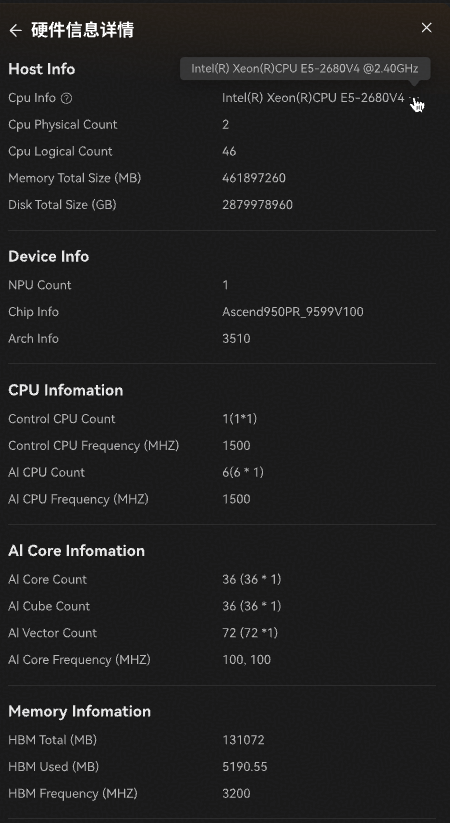 硬件信息详情
Intel(R) Xeon(R)CPU E5-2680V4 @2.40GHz
Host Info
Cpu Info Intel(R) Xeon(R)CPU E5-2680V4 ...
Cpu Physical Count 2
Cpu Logical Count 46
Memory Total Size (MB) 461897260
Disk Total Size (GB) 2879978960
Device Info
NPU Count 1
Chip Info Ascend950PR_9599V100
Arch Info 3510
CPU Infomation
Control CPU Count 1(1*1)
Control CPU Frequency (MHZ) 1500
AI CPU Count 6(6 * 1)
AI CPU Frequency (MHZ) 1500
AI Core Infomation
AI Core Count 36 (36 * 1)
AI Cube Count 36 (36 * 1)
AI Vector Count 72 (72 *1)
AI Core Frequency (MHZ) 100, 100
Memory Infomation
HBM Total (MB) 131072
HBM Used (MB) 5190.55
HBM Frequency (MHZ) 3200